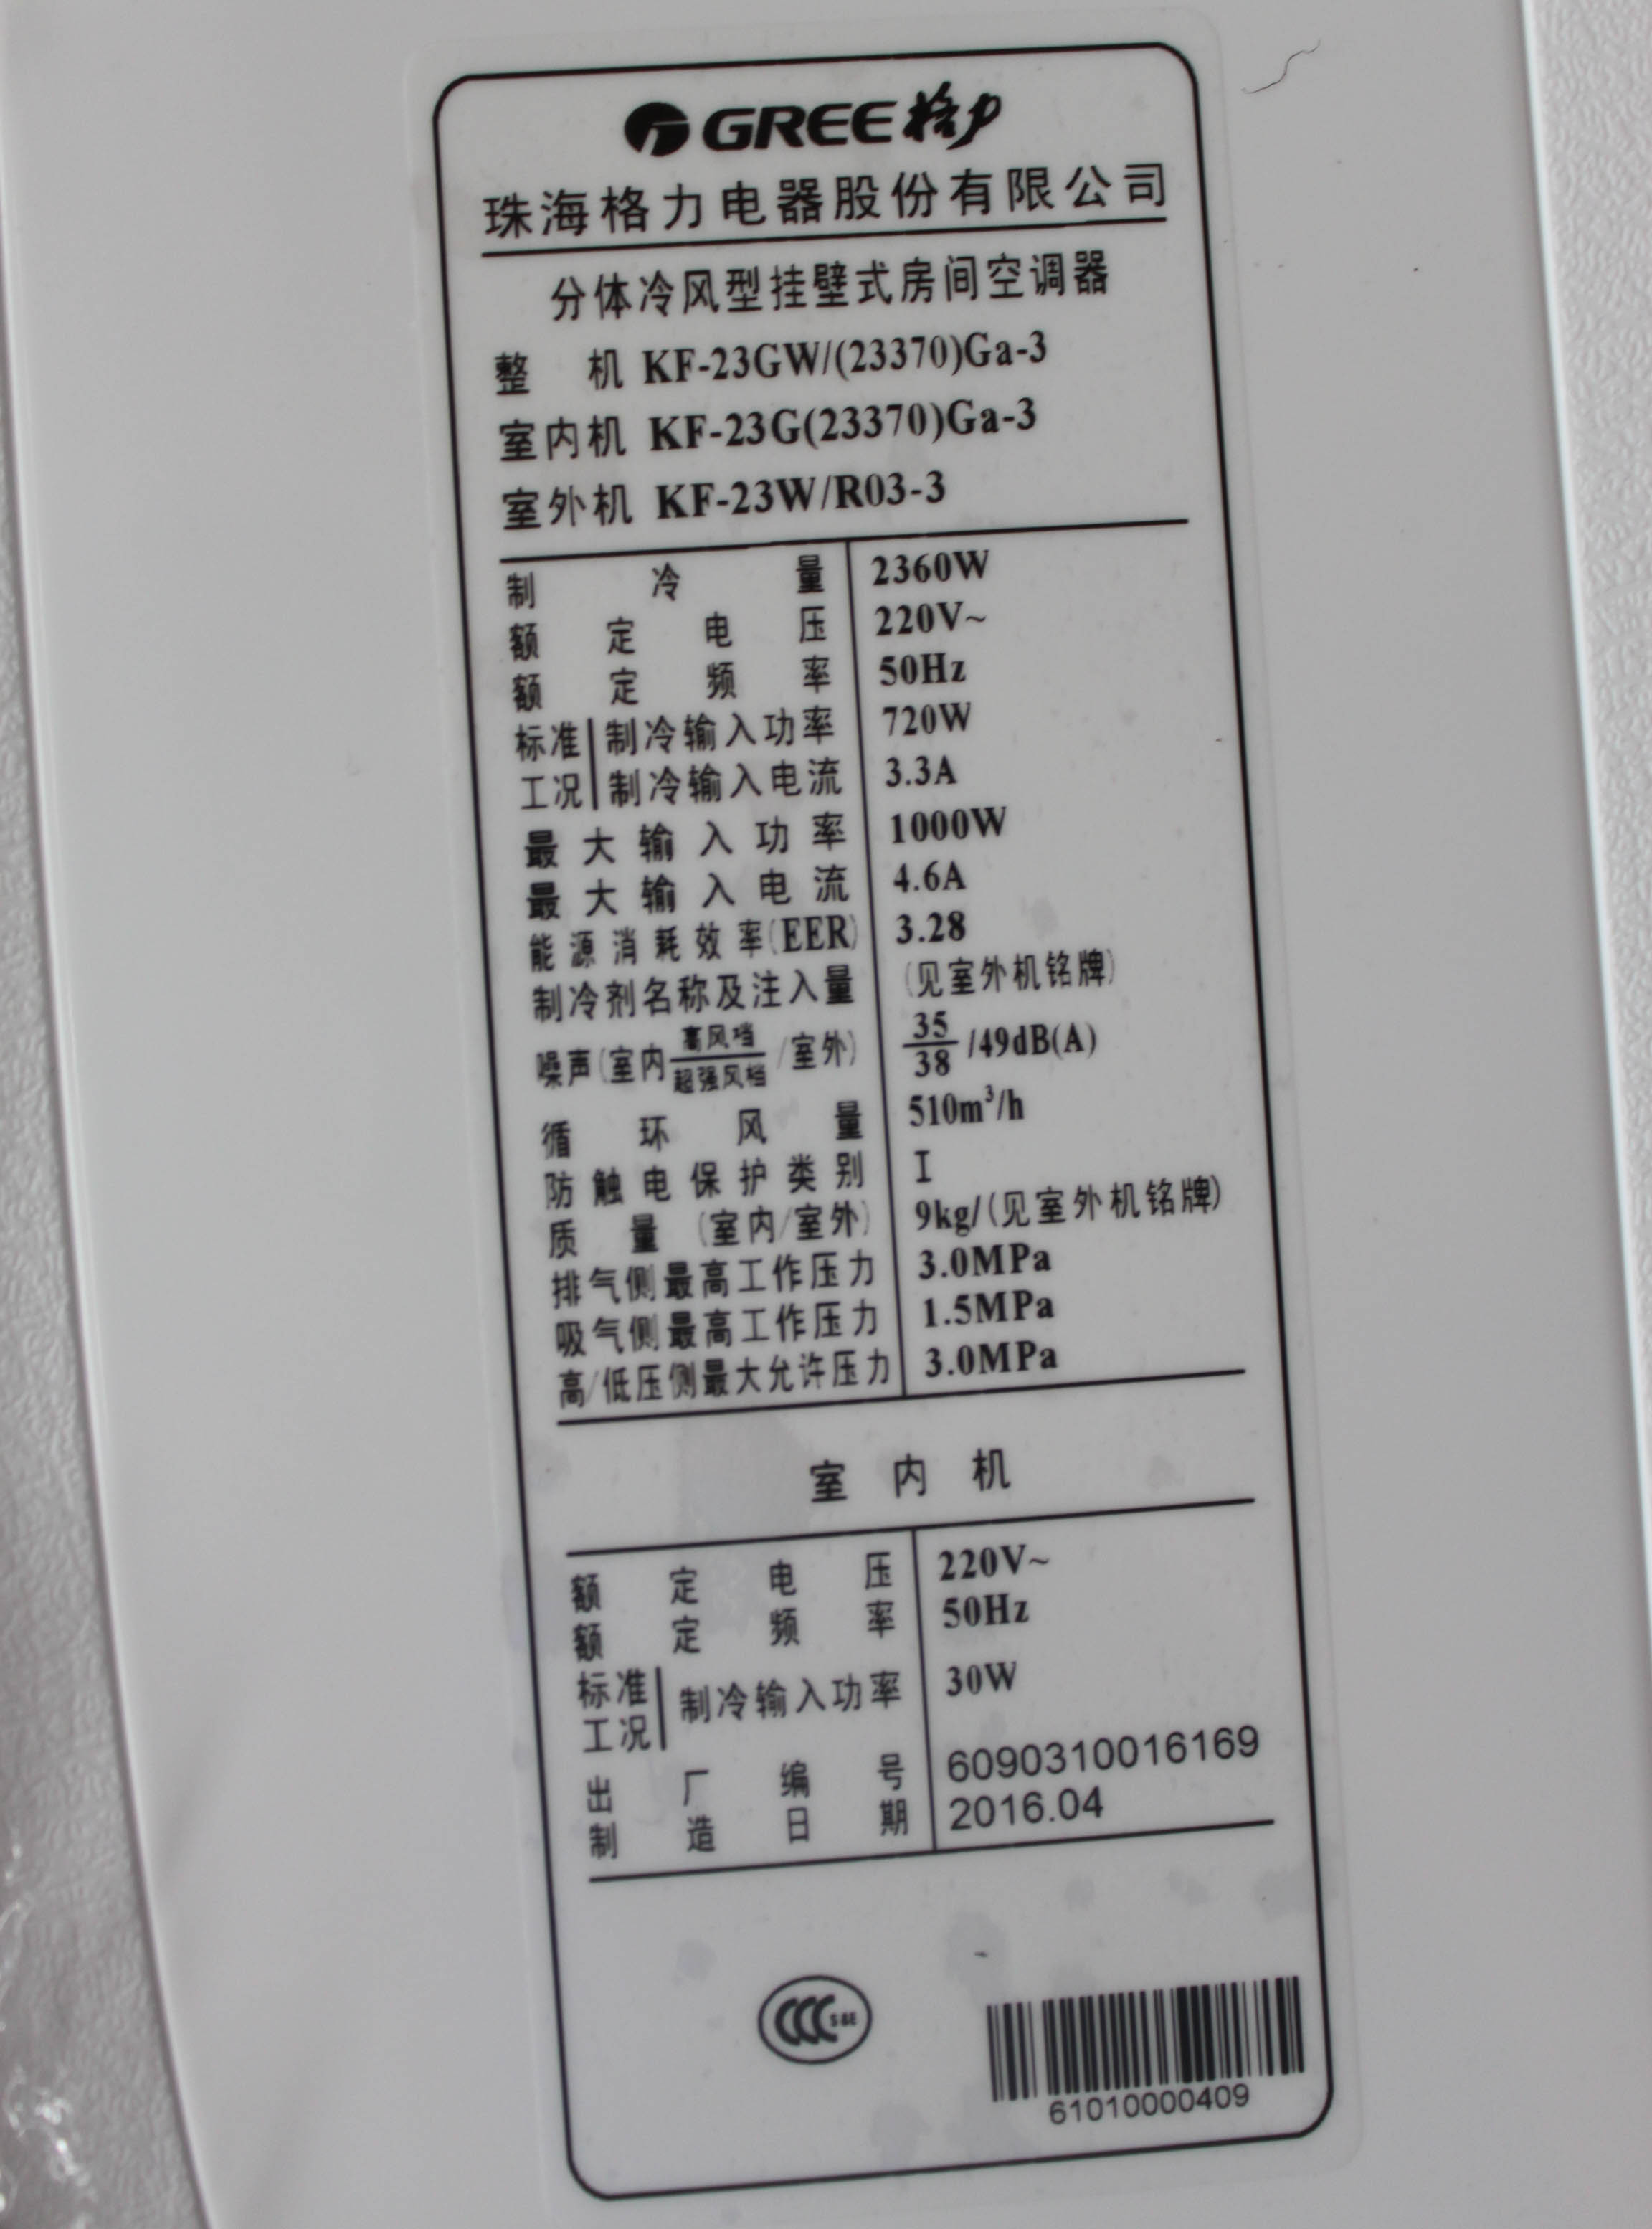 GREE格力
珠海格力电器股份有限公司
分体冷风型挂壁式房间空调器
整机 KF-23GW/(23370)Ga-3
室内机 KF-23G(23370)Ga-3
室外机 KF-23W/R03-3
制冷量 2360W
额定电压 220V~
额定频率 50Hz
标准工况 制冷输入功率 720W
制冷输入电流 3.3A
最大输入功率 1000W
最大输入电流 4.6A
能源消耗效率(EER) 3.28
制冷剂名称及注入量 (见室外机铭牌)
噪声(室内高风档/超强风档/室外) 35/38/49dB(A)
循环风量 510m³/h
防触电保护类别 I
质量(室内/室外) 9kg/(见室外机铭牌)
排气侧最高工作压力 3.0MPa
吸气侧最高工作压力 1.5MPa
高/低压侧最大允许压力 3.0MPa
室内机
额定电压 220V~
额定频率 50Hz
标准工况 制冷输入功率 30W
出厂编号 6090310016169
制造日期 2016.04
CCC S&E
61010000409